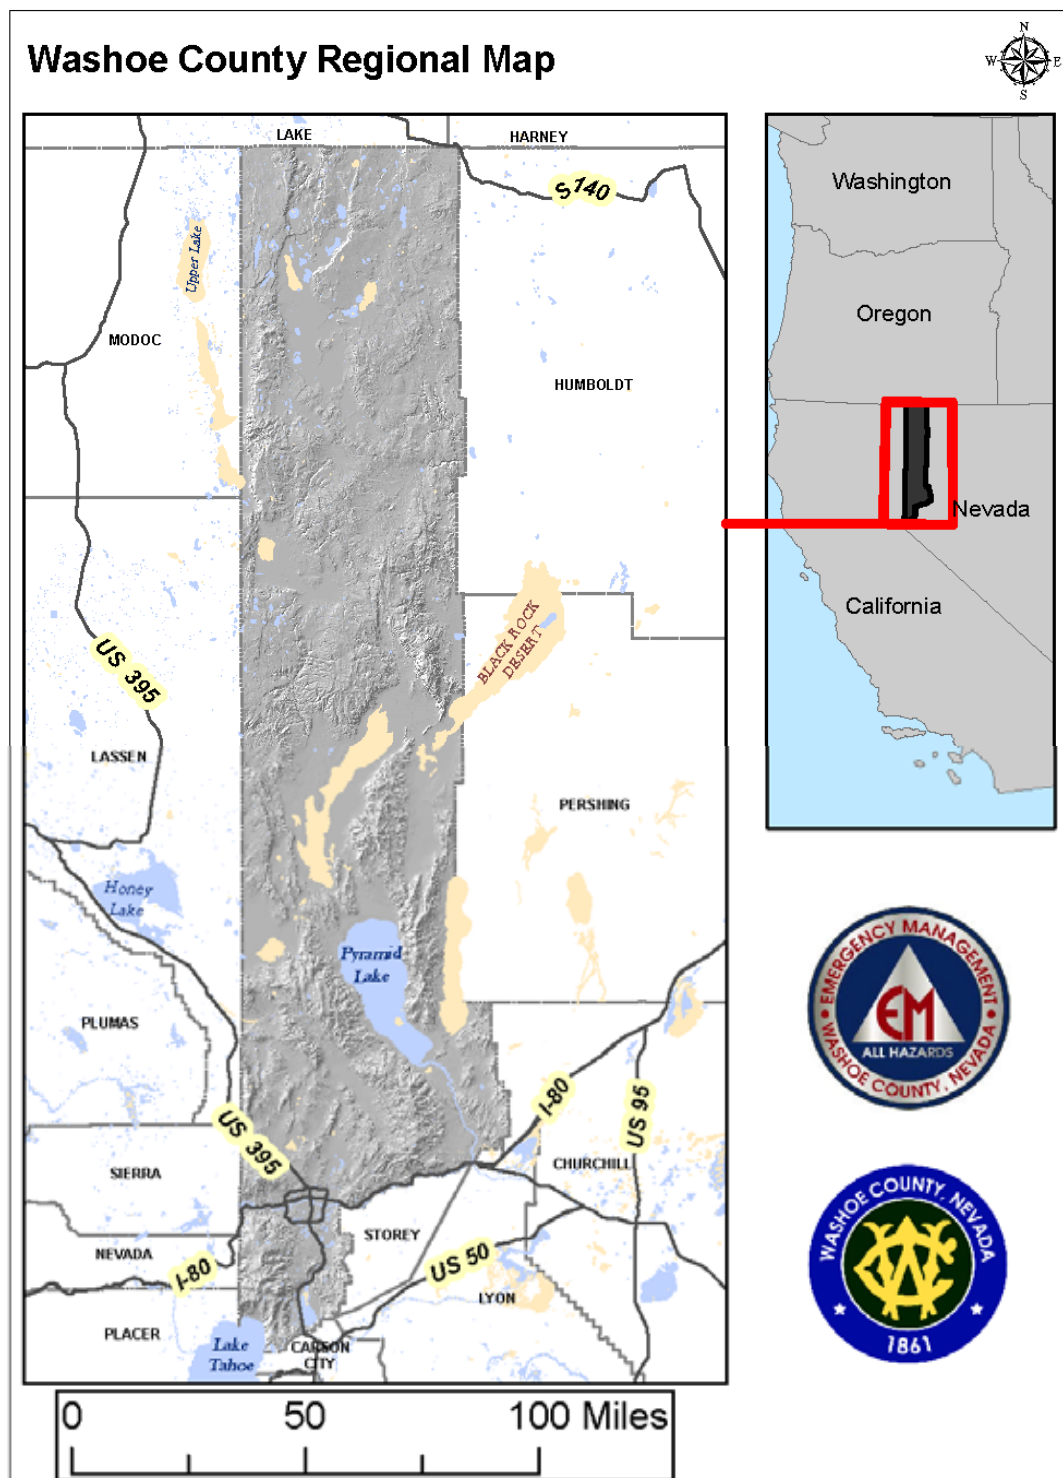 Washoe County Regional Map
N
W
E
S
LAKE
HARNEY
S 140
Upper Lake
MODOC
HUMBOLDT
BLACK ROCK
DESERT
US 395
LASSEN
PERSHING
Honey
Lake
Pyramid
Lake
PLUMAS
US 395
I-80
US 95
SIERRA
CHURCHILL
NEVADA
I-80
STOREY
US 50
LYON
PLACER
Lake
Tahoe
CARSON
CITY
0
50
100 Miles
Washington
Oregon
Nevada
California
EMERGENCY MANAGEMENT
EM
ALL HAZARDS
WASHOE COUNTY, NEVADA
WASHOE COUNTY, NEVADA
WC
1861